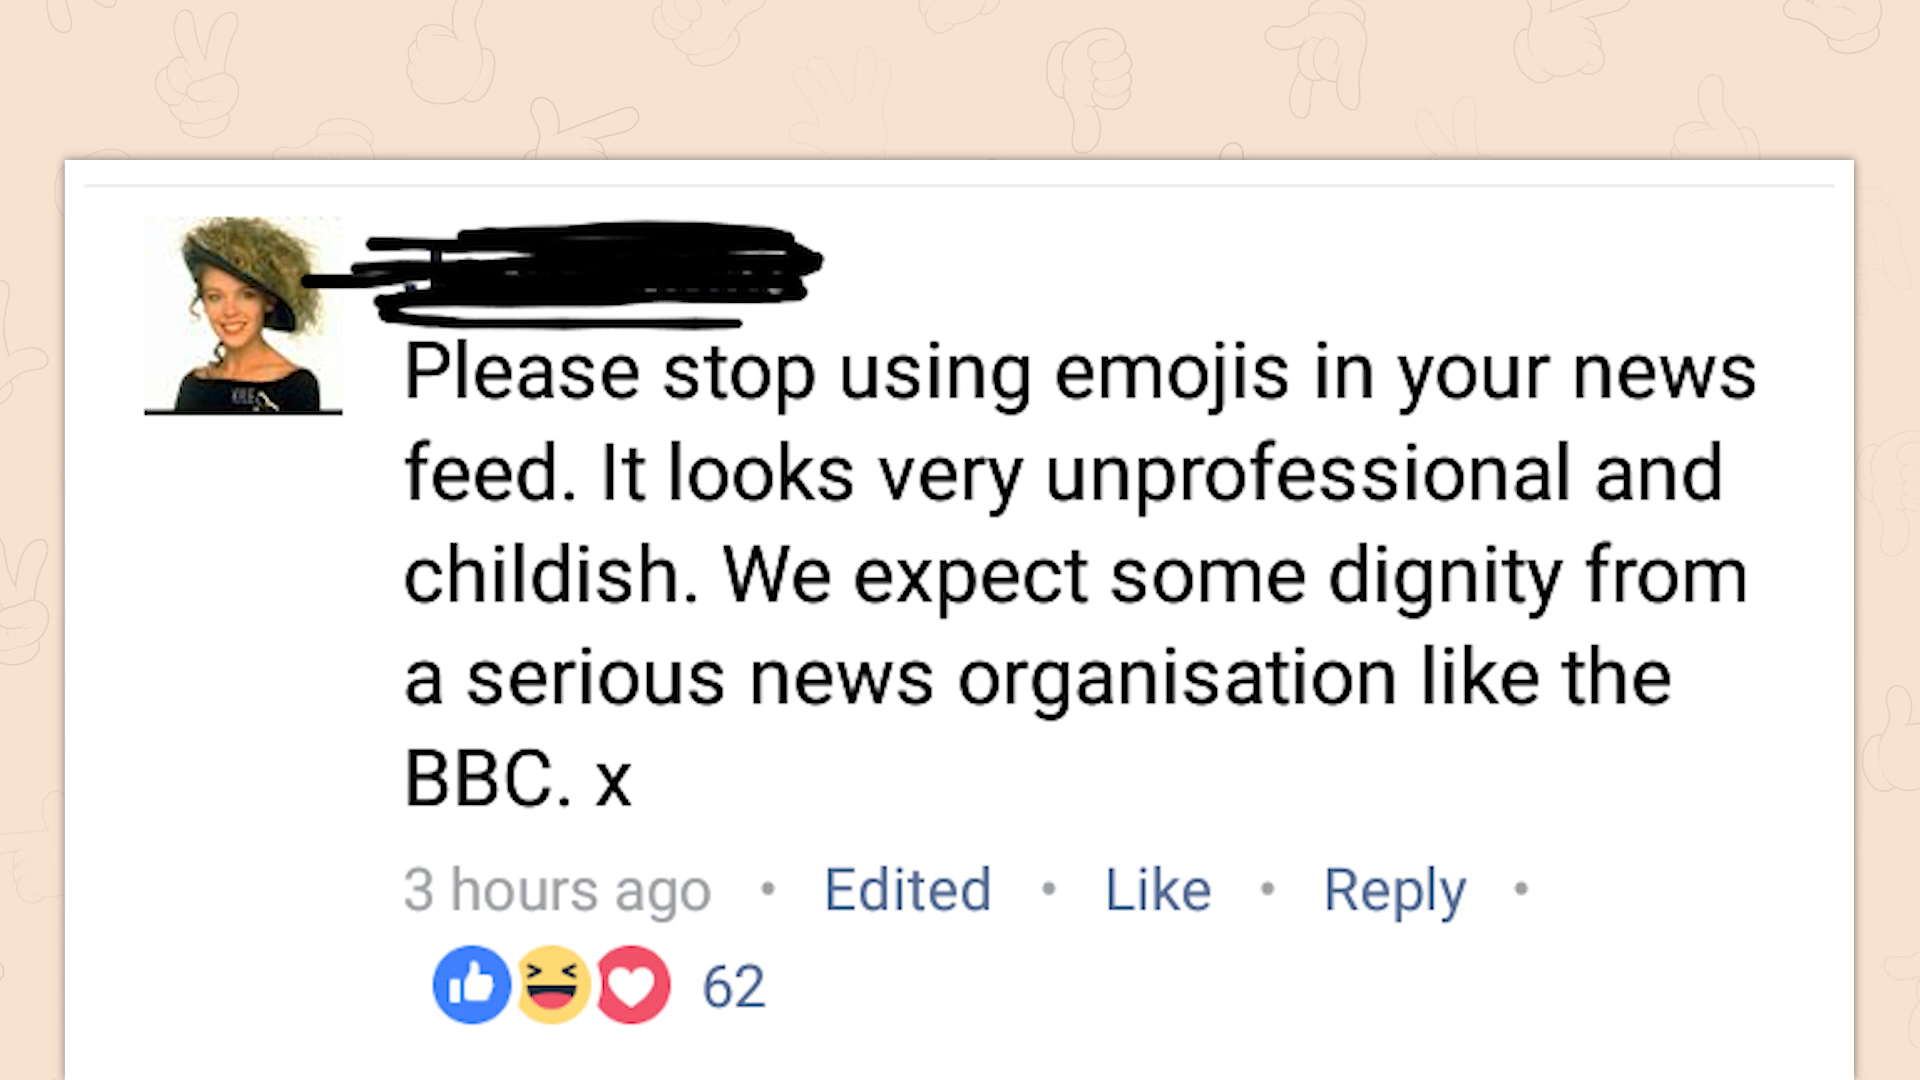 Please stop using emojis in your news
feed. It looks very unprofessional and
childish. We expect some dignity from
a serious news organisation like the
BBC. x
3 hours ago • Edited • Like • Reply •
62